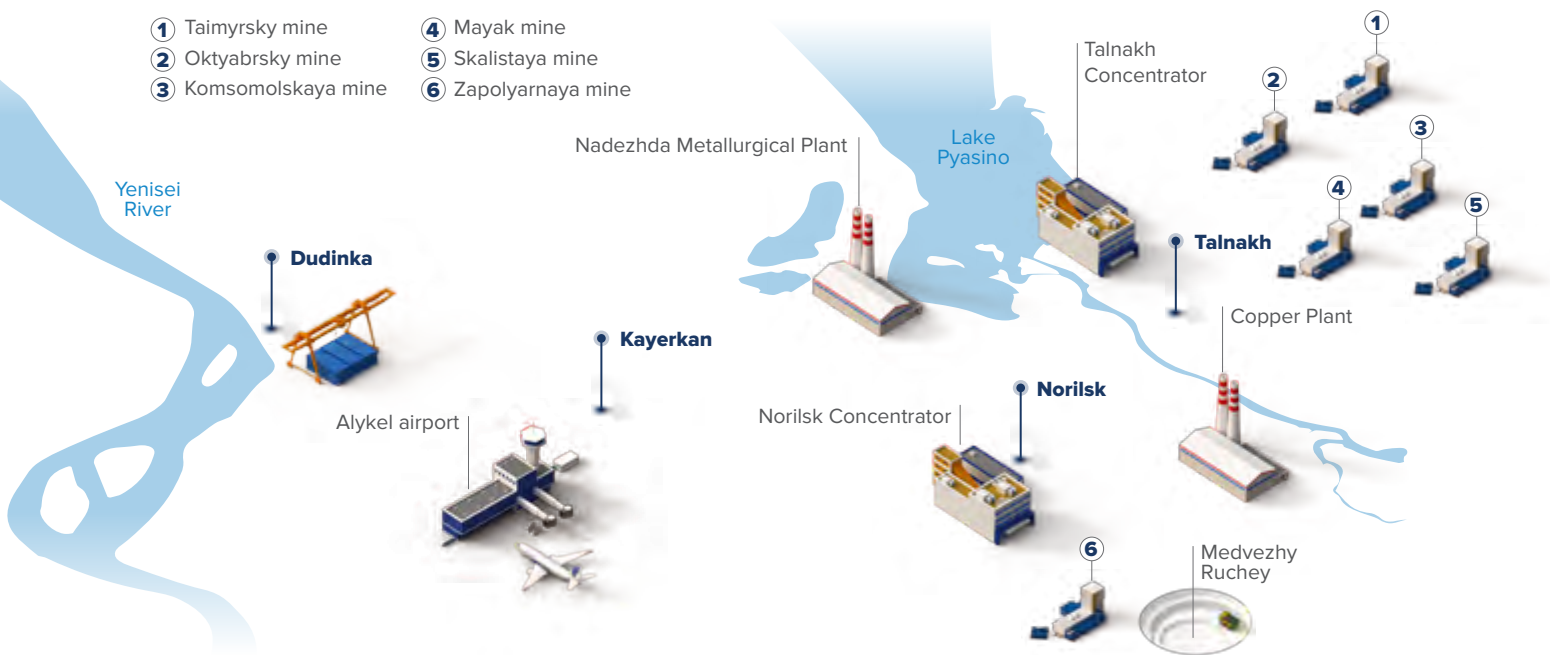 1 Taimyrsky mine
2 Oktyabrsky mine
3 Komsomolskaya mine
4 Mayak mine
5 Skalistaya mine
6 Zapolyarnaya mine
Talnakh
Concentrator
1
2
3
4
5
Nadezhda Metallurgical Plant
Lake
Pyasino
Yenisei
River
Dudinka
Talnakh
Copper Plant
Kayerkan
Alykel airport
Norilsk Concentrator
Norilsk
6
Medvezhy
Ruchey